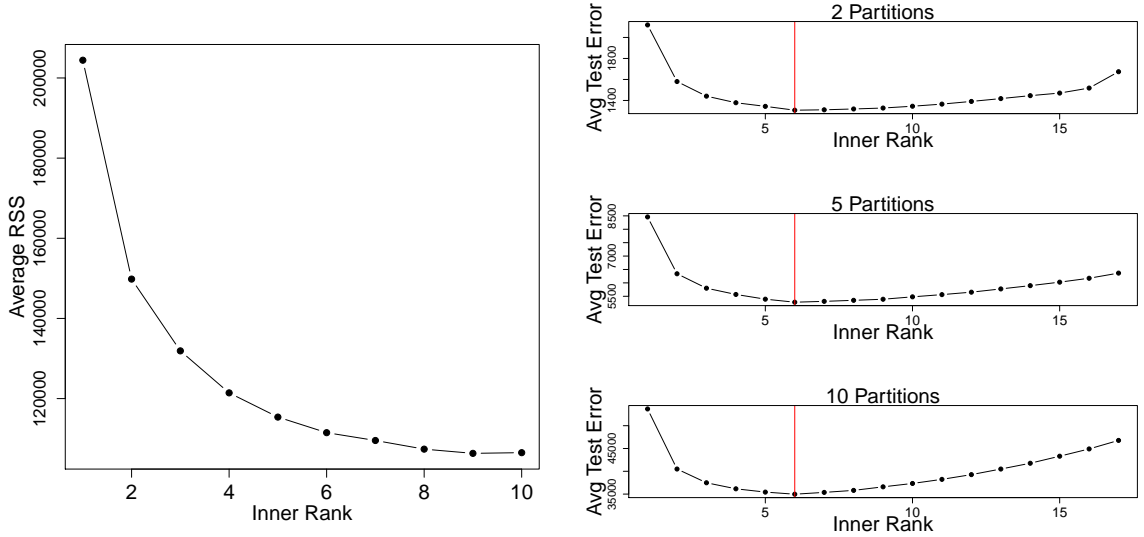 200000
180000
160000
140000
120000
Average RSS
2 4 6 8 10
Inner Rank
2 Partitions
Avg Test Error
1800
1400
5 10 15
Inner Rank
5 Partitions
Avg Test Error
8500
7000
5500
5 10 15
Inner Rank
10 Partitions
Avg Test Error
45000
35000
5 10 15
Inner Rank